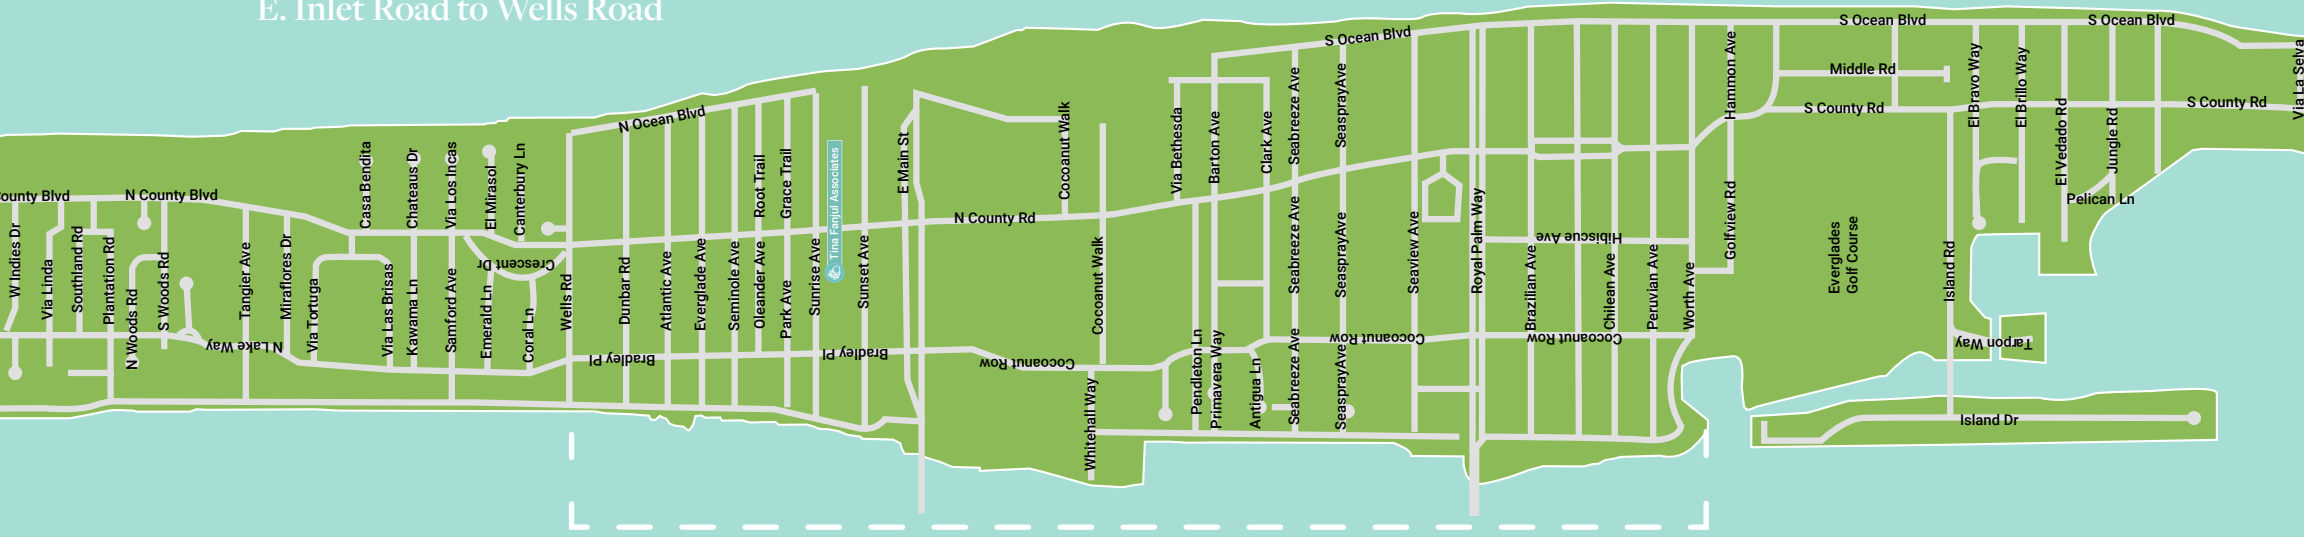 E. Inlet Road to Wells Road
S Ocean Blvd
S Ocean Blvd
S Ocean Blvd
N Ocean Blvd
Middle Rd
S County Rd
S County Rd
Via La Selva
ounty Blvd
N County Blvd
N County Rd
W Indies Dr
Via Linda
Southland Rd
Plantation Rd
N Woods Rd
S Woods Rd
Tangier Ave
Miraflores Dr
Via Tortuga
Casa Bendita
Via Las Brisas
Chateaus Dr
Kawama Ln
Via Los Incas
Samford Ave
El Mirasol
Emerald Ln
Canterbury Ln
Coral Ln
Crescent Dr
N Lake Way
Wells Rd
Dunbar Rd
Atlantic Ave
Everglade Ave
Seminole Ave
Root Trail
Oleander Ave
Grace Trail
Park Ave
Sunrise Ave
Tina Fanjul Associates
Sunset Ave
E Main St
Bradley Pl
Bradley Pl
Cocoanut Row
Cocoanut Walk
Cocoanut Walk
Whitehall Way
Via Bethesda
Barton Ave
Clark Ave
Pendleton Ln
Primavera Way
Antigua Ln
Seabreeze Ave
Seabreeze Ave
Seabreeze Ave
SeasprayAve
SeasprayAve
SeasprayAve
Cocoanut Row
Seaview Ave
Royal Palm Way
Hibiscue Ave
Brazilian Ave
Cocoanut Row
Chilean Ave
Peruvian Ave
Worth Ave
Hammon Ave
Golfview Rd
Everglades
Golf Course
Island Rd
El Bravo Way
El Brillo Way
El Vedado Rd
Jungle Rd
Pelican Ln
Tarpon Way
Island Dr